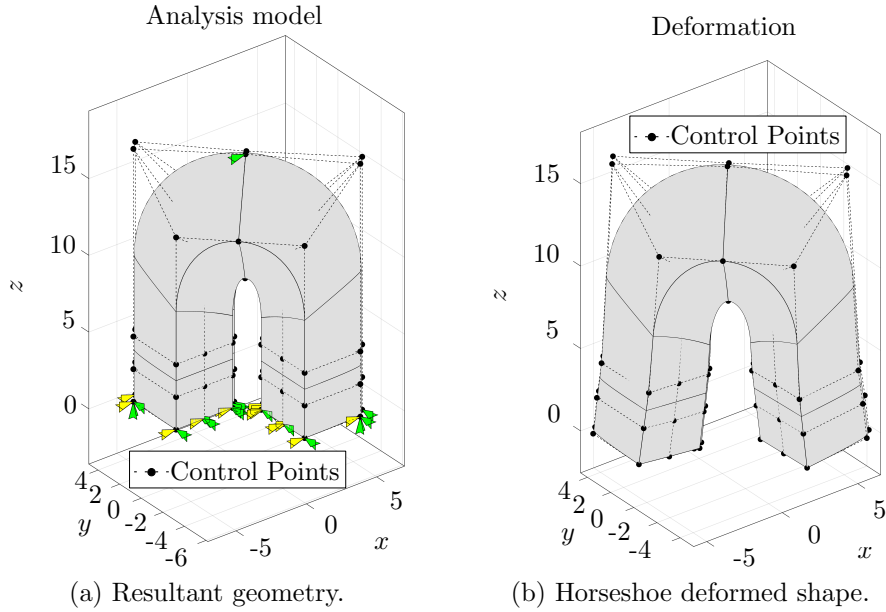 Analysis model
15
10
5
0
z
4
2
0
-2
-4
-6
y
-5
0
5
x
Control Points
(a) Resultant geometry.
Deformation
Control Points
15
10
5
0
z
4
2
0
-2
-4
y
-5
0
5
x
(b) Horseshoe deformed shape.